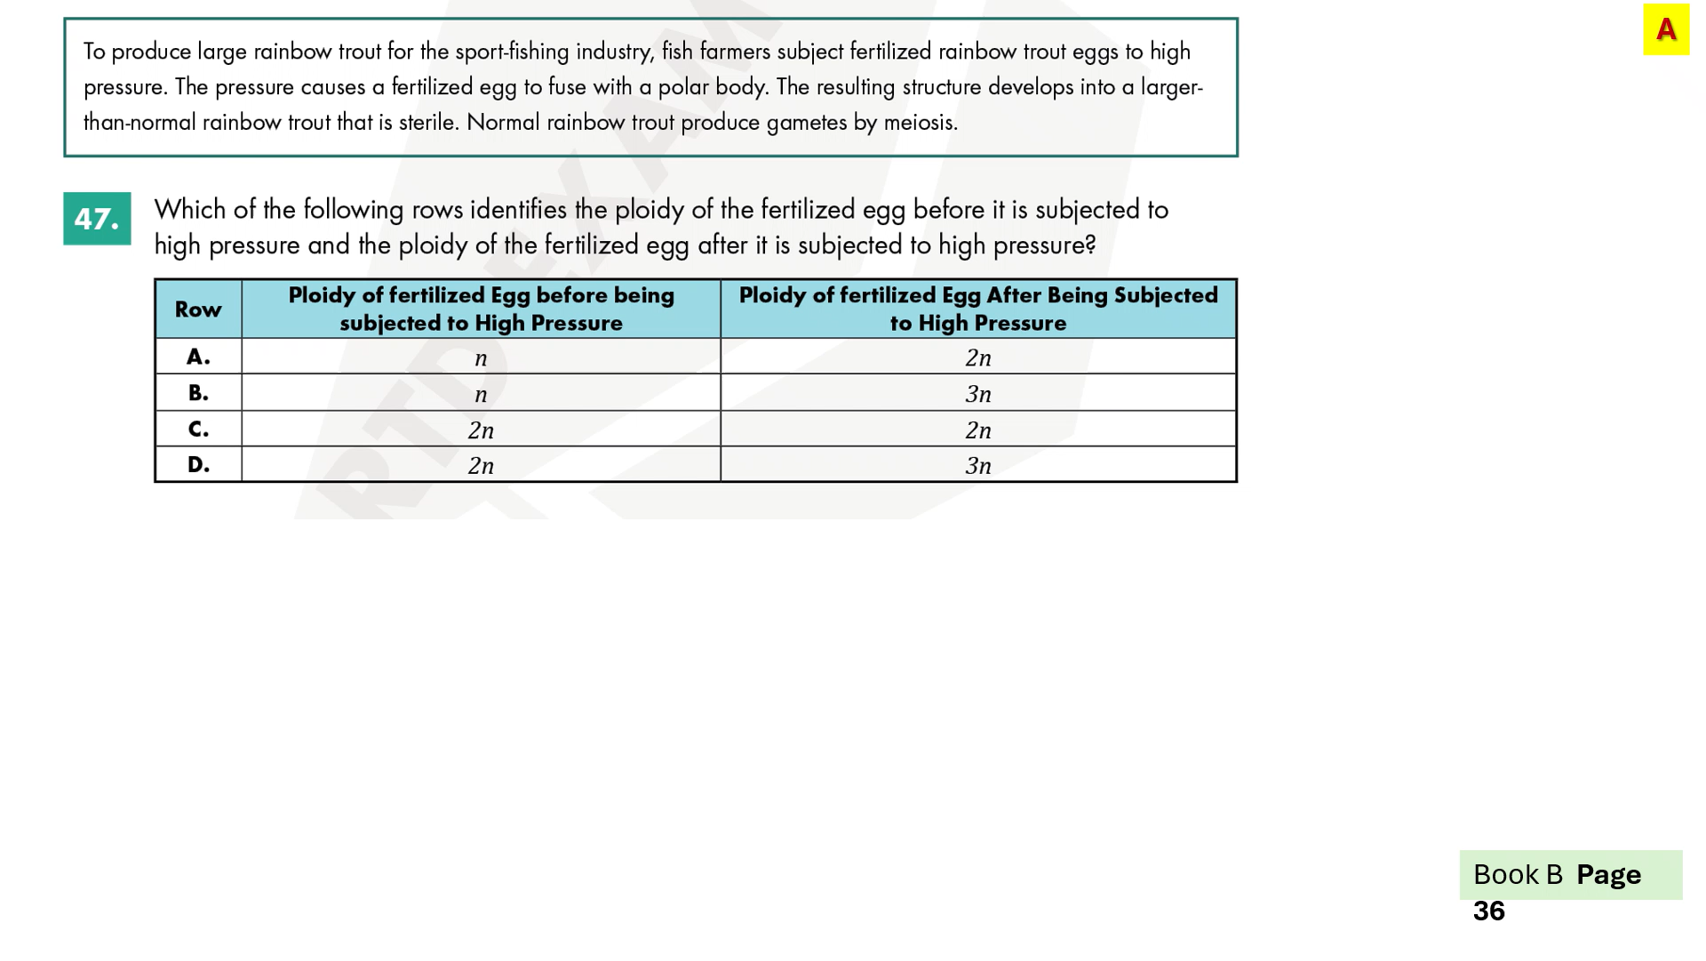 To produce large rainbow trout for the sport-fishing industry, fish farmers subject fertilized rainbow trout eggs to high
pressure. The pressure causes a fertilized egg to fuse with a polar body. The resulting structure develops into a larger-
than-normal rainbow trout that is sterile. Normal rainbow trout produce gametes by meiosis.
A
47. Which of the following rows identifies the ploidy of the fertilized egg before it is subjected to
high pressure and the ploidy of the fertilized egg after it is subjected to high pressure?
Row Ploidy of fertilized Egg before being subjected to High Pressure Ploidy of fertilized Egg After Being Subjected to High Pressure
A. n 2n
B. n 3n
C. 2n 2n
D. 2n 3n
RTD EXAM
Book B Page
36